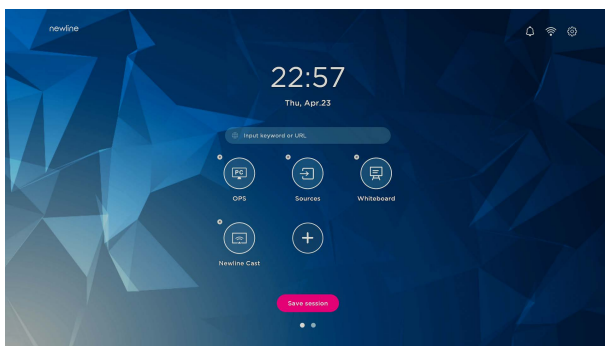 newline
22:57
Thu, Apr.23
Input keyword or URL
PC
OPS
Sources
Whiteboard
Newline Cast
Save session